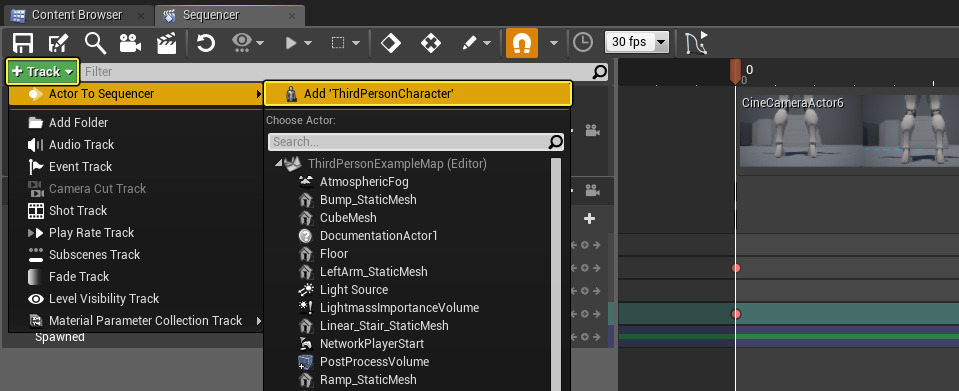 Content Browser
Sequencer
30 fps
+ Track
Filter
0
Actor To Sequencer
Add 'ThirdPersonCharacter'
0
CineCameraActor6
Choose Actor:
Add Folder
Search...
Audio Track
ThirdPersonExampleMap (Editor)
Event Track
AtmosphericFog
Camera Cut Track
Bump_StaticMesh
Shot Track
CubeMesh
Play Rate Track
DocumentationActor1
Subscenes Track
Floor
Fade Track
LeftArm_StaticMesh
Level Visibility Track
Light Source
LightmassImportanceVolume
Material Parameter Collection Track
Linear_Stair_StaticMesh
Spawned
NetworkPlayerStart
PostProcessVolume
Ramp_StaticMesh